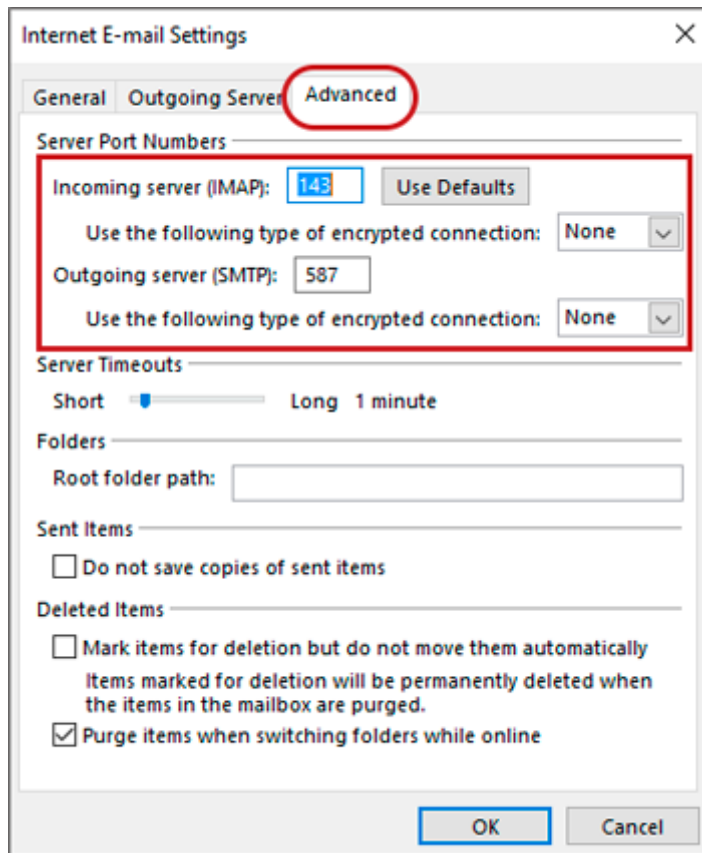 Internet E-mail Settings
General Outgoing Server Advanced
Server Port Numbers
Incoming server (IMAP): 143 Use Defaults
Use the following type of encrypted connection: None
Outgoing server (SMTP): 587
Use the following type of encrypted connection: None
Server Timeouts
Short Long 1 minute
Folders
Root folder path:
Sent Items
Do not save copies of sent items
Deleted Items
Mark items for deletion but do not move them automatically
Items marked for deletion will be permanently deleted when
the items in the mailbox are purged.
Purge items when switching folders while online
OK Cancel